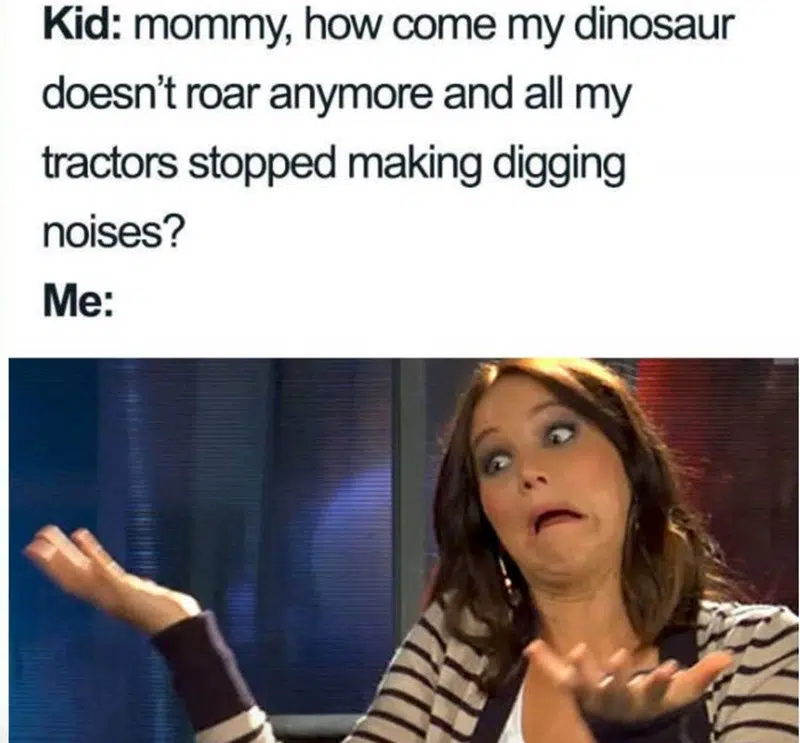 Kid: mommy, how come my dinosaur
doesn't roar anymore and all my
tractors stopped making digging
noises?
Me: